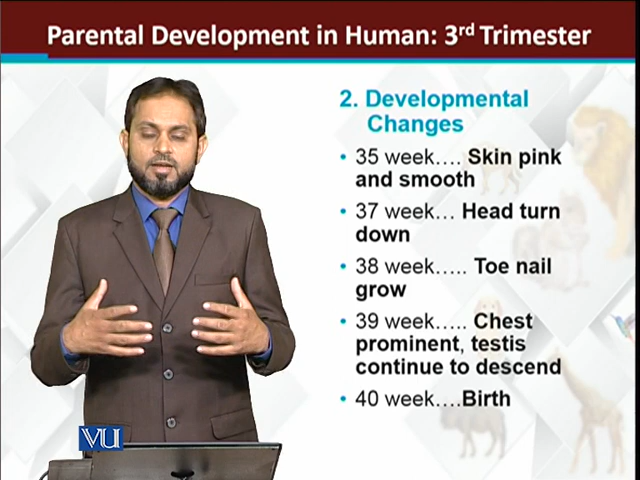 Parental Development in Human: 3rd Trimester
2. Developmental
Changes
• 35 week…. Skin pink
and smooth
• 37 week… Head turn
down
• 38 week….. Toe nail
grow
• 39 week….. Chest
prominent, testis
continue to descend
• 40 week….Birth
VU